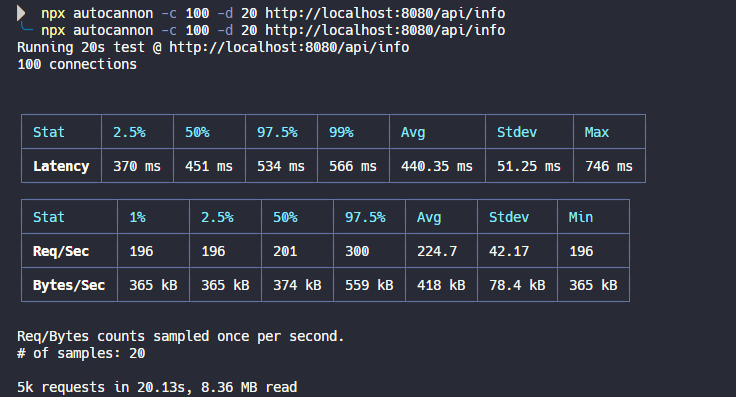 npx autocannon -c 100 -d 20 http://localhost:8080/api/info
npx autocannon -c 100 -d 20 http://localhost:8080/api/info
Running 20s test @ http://localhost:8080/api/info
100 connections
Stat 2.5% 50% 97.5% 99% Avg Stdev Max
Latency 370 ms 451 ms 534 ms 566 ms 440.35 ms 51.25 ms 746 ms
Stat 1% 2.5% 50% 97.5% Avg Stdev Min
Req/Sec 196 196 201 300 224.7 42.17 196
Bytes/Sec 365 kB 365 kB 374 kB 559 kB 418 kB 78.4 kB 365 kB
Req/Bytes counts sampled once per second.
# of samples: 20
5k requests in 20.13s, 8.36 MB read